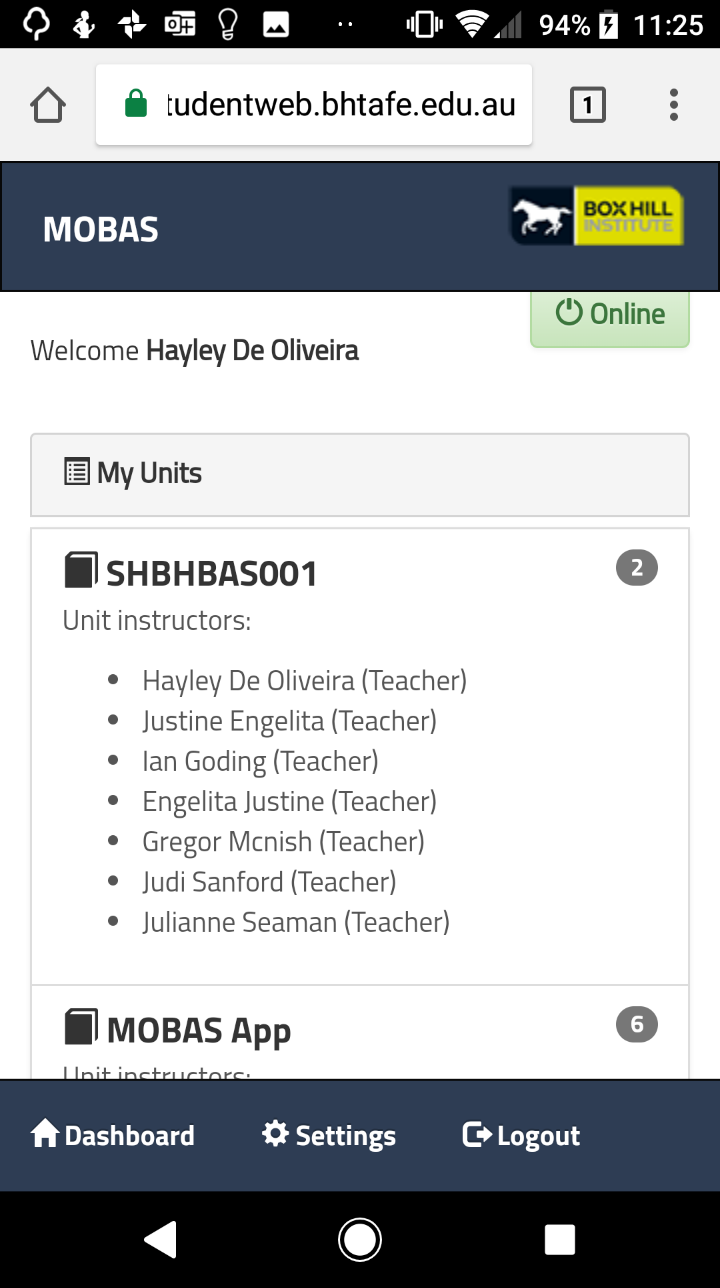 94% 11:25
tudentweb.bhtafe.edu.au 1
MOBAS
BOX HILL
INSTITUTE
Online
Welcome Hayley De Oliveira
My Units
SHBHBAS001 2
Unit instructors:
Hayley De Oliveira (Teacher)
Justine Engelita (Teacher)
Ian Goding (Teacher)
Engelita Justine (Teacher)
Gregor Mcnish (Teacher)
Judi Sanford (Teacher)
Julianne Seaman (Teacher)
MOBAS App 6
Unit instructors:
Dashboard Settings Logout